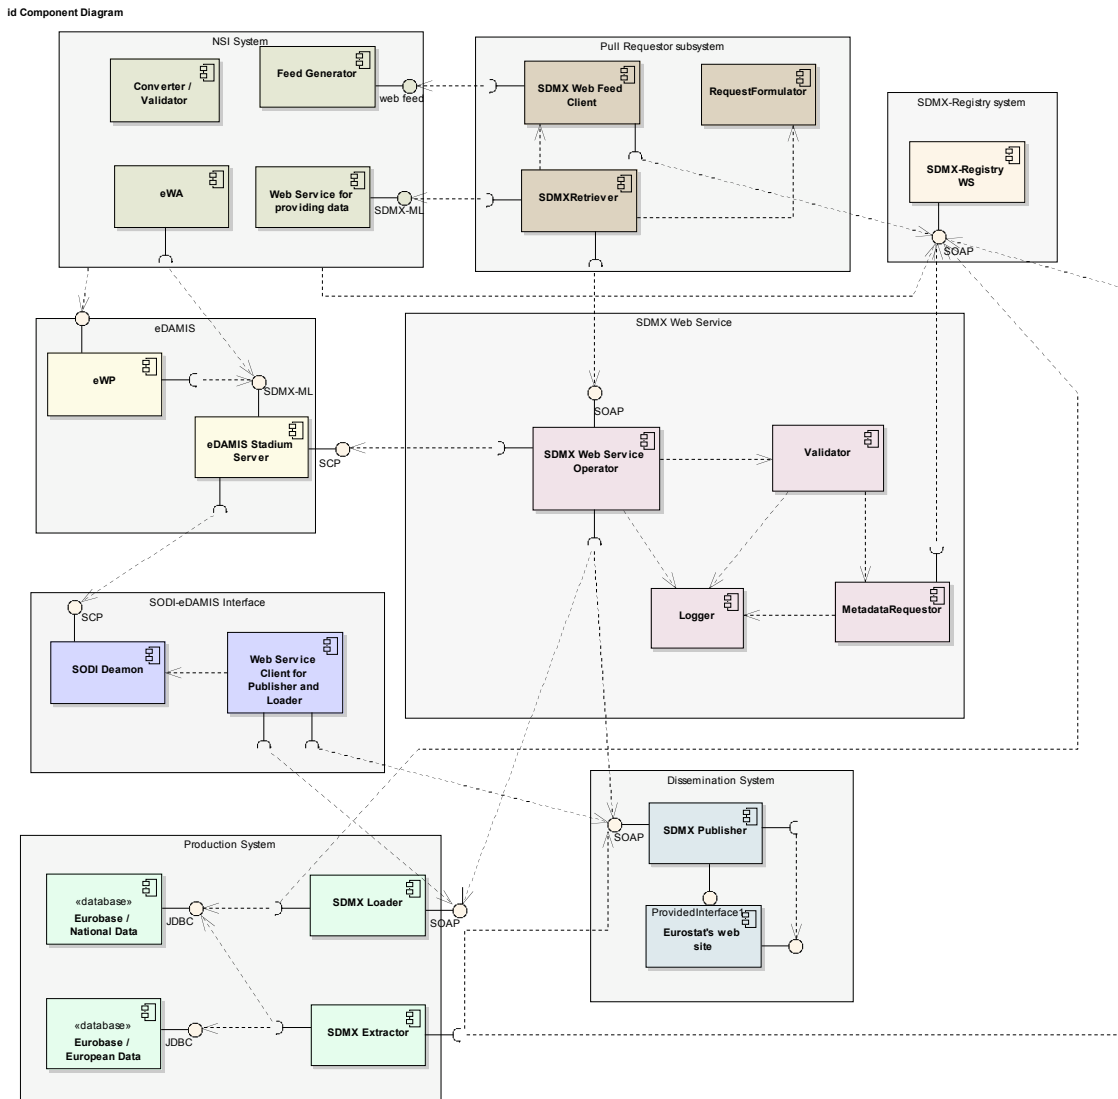 id Component Diagram
NSI System
Converter /
Validator
Feed Generator
web feed
eWA
Web Service for
providing data
SDMX-ML
Pull Requestor subsystem
SDMX Web Feed
Client
RequestFormulator
SDMXRetriever
SDMX-Registry system
SDMX-Registry
WS
SOAP
eDAMIS
eWP
SDMX-ML
eDAMIS Stadium
Server
SCP
SDMX Web Service
SOAP
SDMX Web Service
Operator
Validator
Logger
MetadataRequestor
SODI-eDAMIS Interface
SCP
SODI Deamon
Web Service
Client for
Publisher and
Loader
Dissemination System
SOAP
SDMX Publisher
ProvidedInterface1
Eurostat's web
site
Production System
«database»
Eurobase /
National Data
JDBC
SDMX Loader
SOAP
«database»
Eurobase /
European Data
JDBC
SDMX Extractor